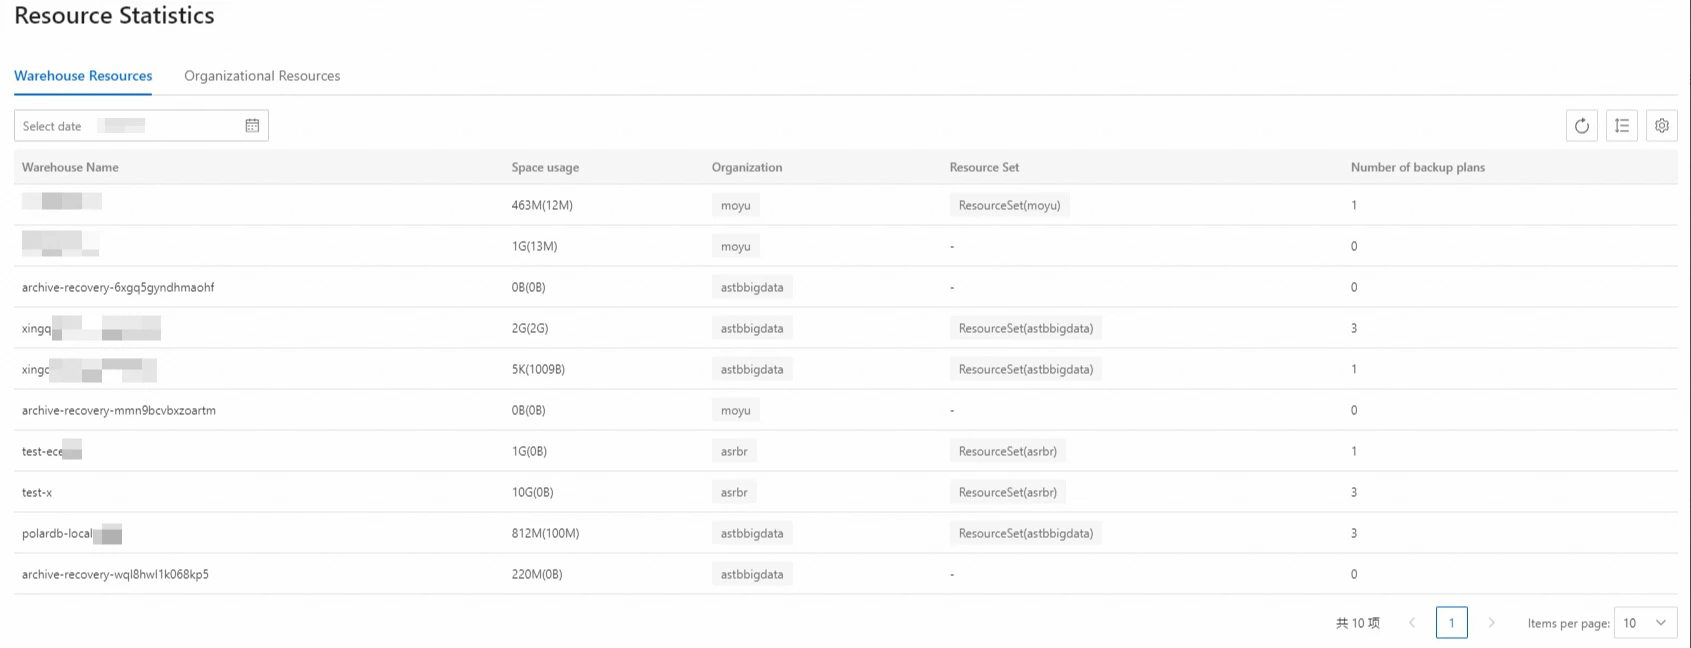 Resource Statistics
Warehouse Resources Organizational Resources
Select date
Warehouse Name Space usage Organization Resource Set Number of backup plans
463M(12M) moyu ResourceSet(moyu) 1
1G(13M) moyu - 0
archive-recovery-6xgq5gyndhmaohf 0B(0B) astbbigdata - 0
xingq 2G(2G) astbbigdata ResourceSet(astbbigdata) 3
xingc 5K(1009B) astbbigdata ResourceSet(astbbigdata) 1
archive-recovery-mmn9bcvbxzoartm 0B(0B) moyu - 0
test-ece 1G(0B) asrbr ResourceSet(asrbr) 1
test-x 10G(0B) asrbr ResourceSet(asrbr) 3
polardb-local 812M(100M) astbbigdata ResourceSet(astbbigdata) 3
archive-recovery-wql8hwl1k068kp5 220M(0B) astbbigdata - 0
共 10 项 < 1 > Items per page: 10